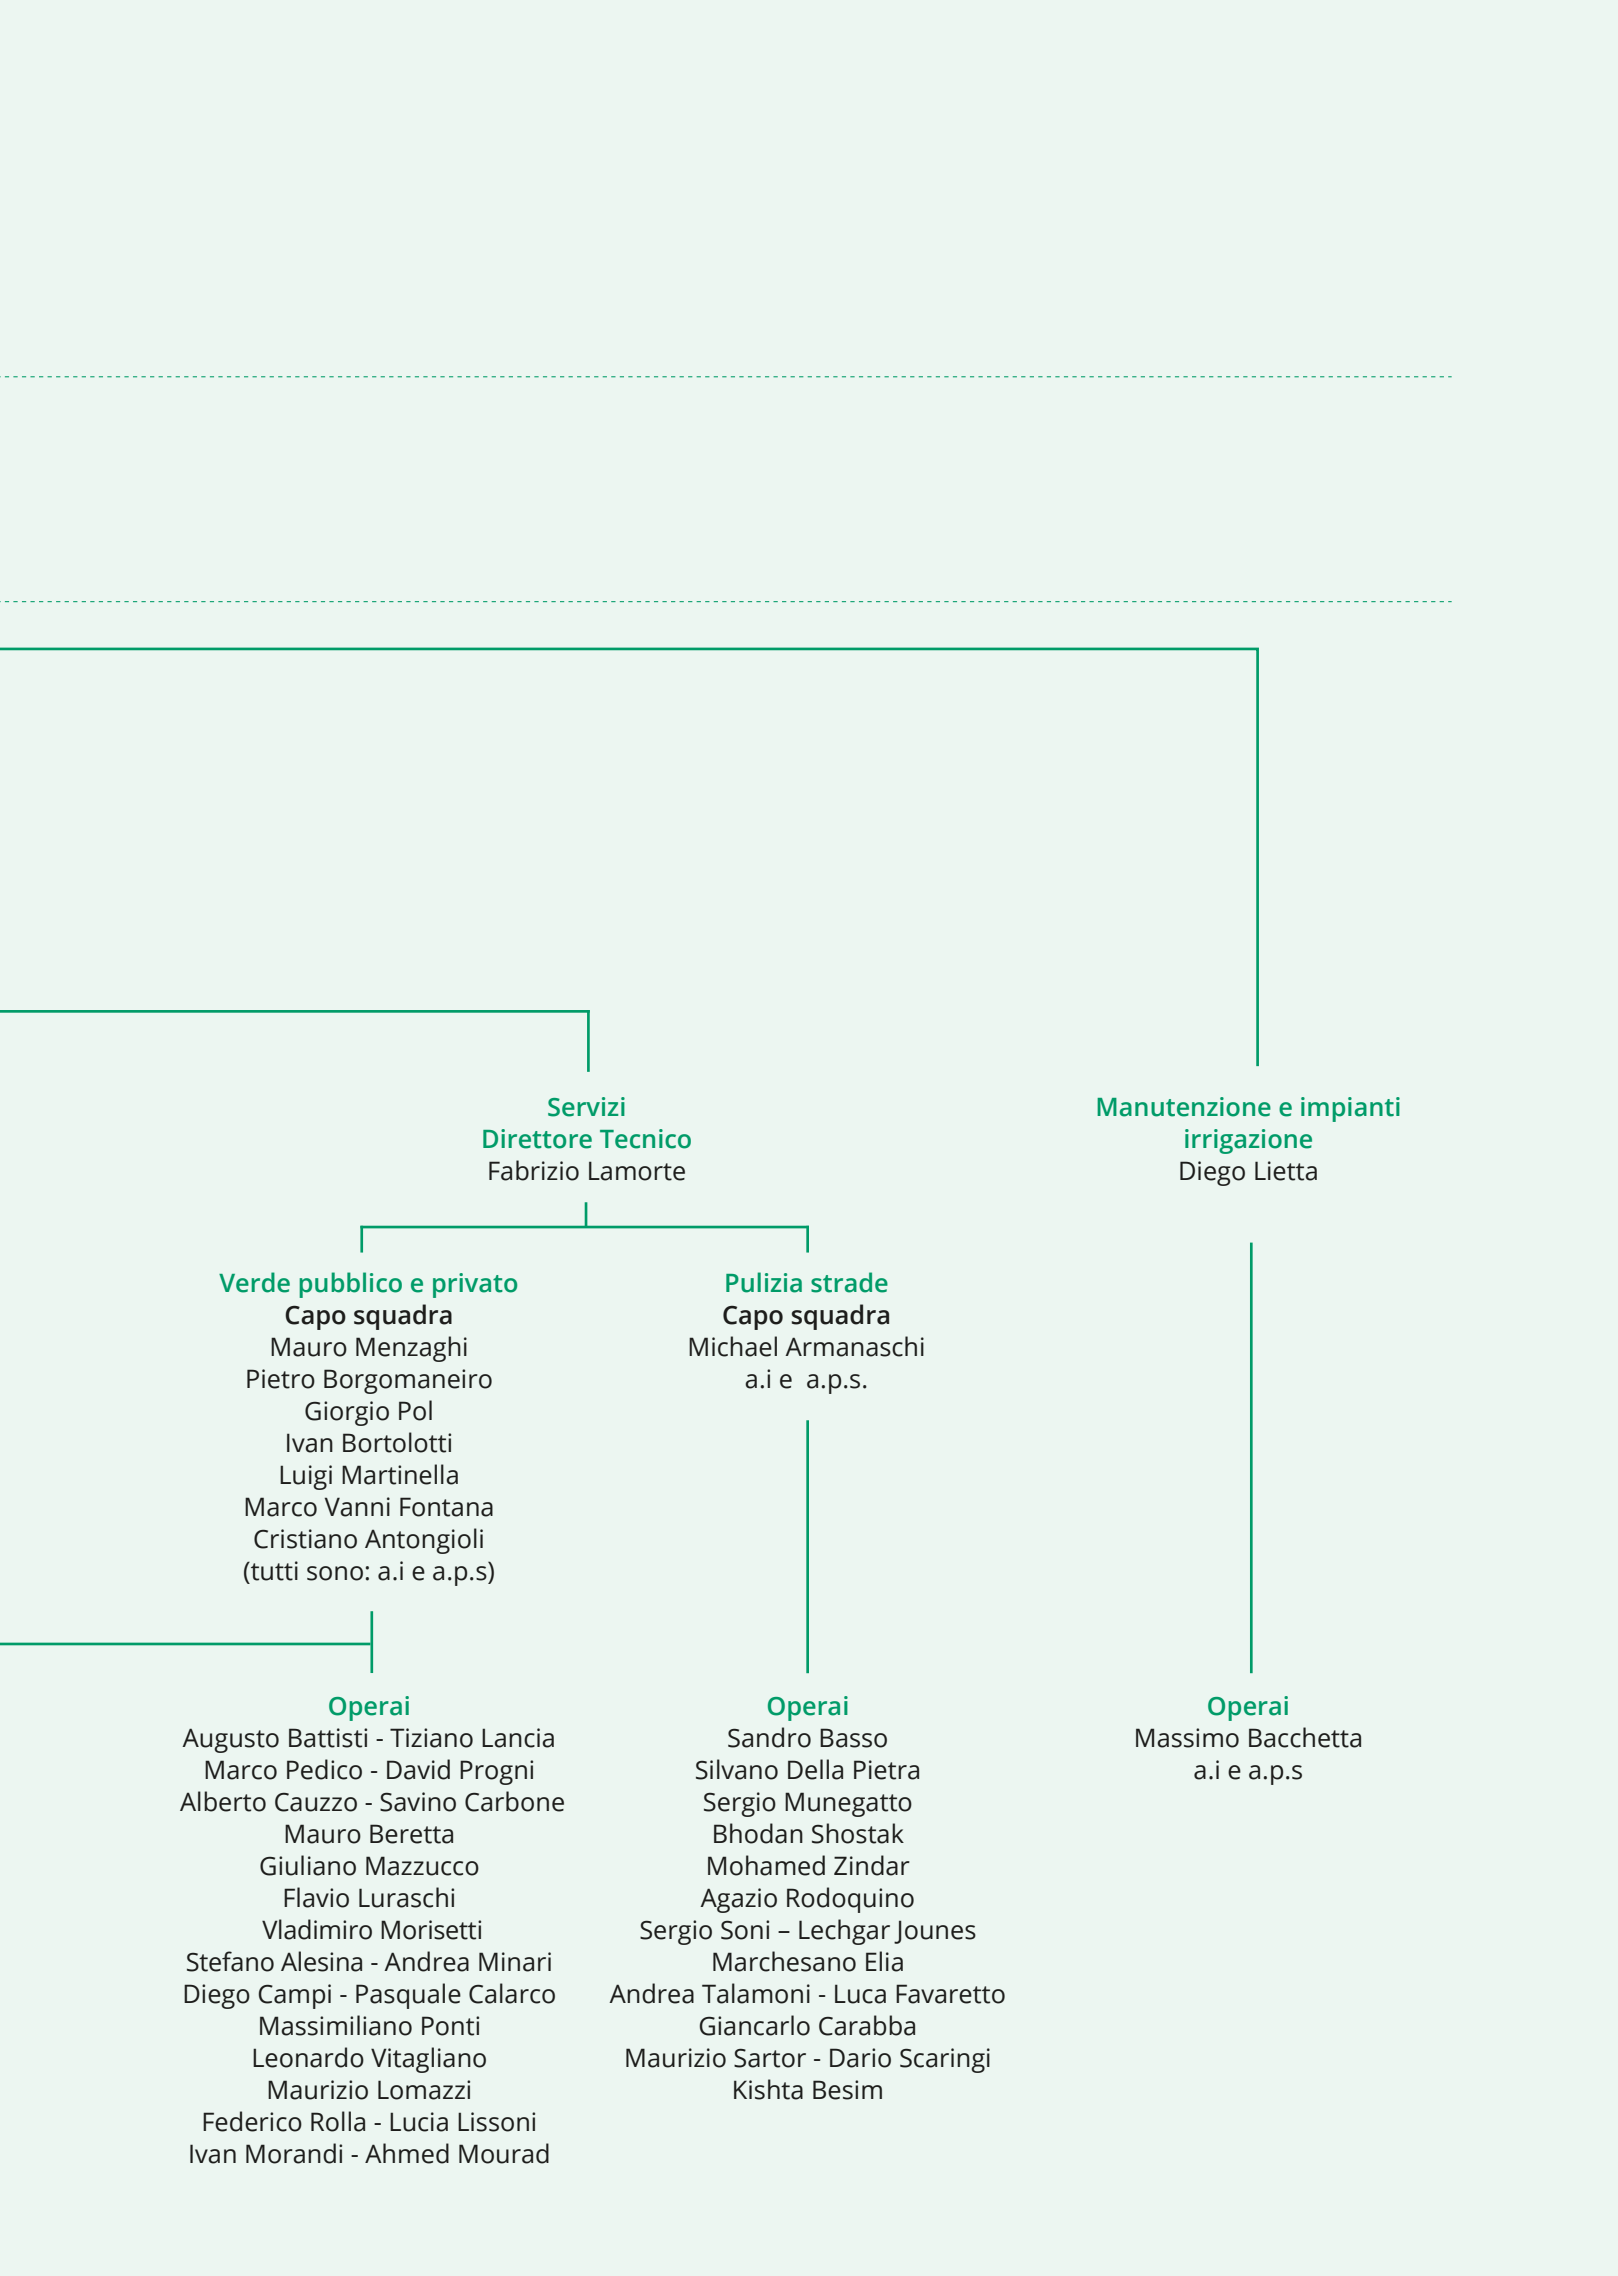 Servizi
Direttore Tecnico
Fabrizio Lamorte
Manutenzione e impianti
irrigazione
Diego Lietta
Verde pubblico e privato
Capo squadra
Mauro Menzaghi
Pietro Borgomaneiro
Giorgio Pol
Ivan Bortolotti
Luigi Martinella
Marco Vanni Fontana
Cristiano Antongioli
(tutti sono: a.i e a.p.s)
Pulizia strade
Capo squadra
Michael Armanaschi
a.i e  a.p.s.
Operai
Augusto Battisti - Tiziano Lancia
Marco Pedico - David Progni
Alberto Cauzzo - Savino Carbone
Mauro Beretta
Giuliano Mazzucco
Flavio Luraschi
Vladimiro Morisetti
Stefano Alesina - Andrea Minari
Diego Campi - Pasquale Calarco
Massimiliano Ponti
Leonardo Vitagliano
Maurizio Lomazzi
Federico Rolla - Lucia Lissoni
Ivan Morandi - Ahmed Mourad
Operai
Sandro Basso
Silvano Della Pietra
Sergio Munegatto
Bhodan Shostak
Mohamed Zindar
Agazio Rodoquino
Sergio Soni – Lechgar Jounes
Marchesano Elia
Andrea Talamoni - Luca Favaretto
Giancarlo Carabba
Maurizio Sartor - Dario Scaringi
Kishta Besim
Operai
Massimo Bacchetta
a.i e a.p.s